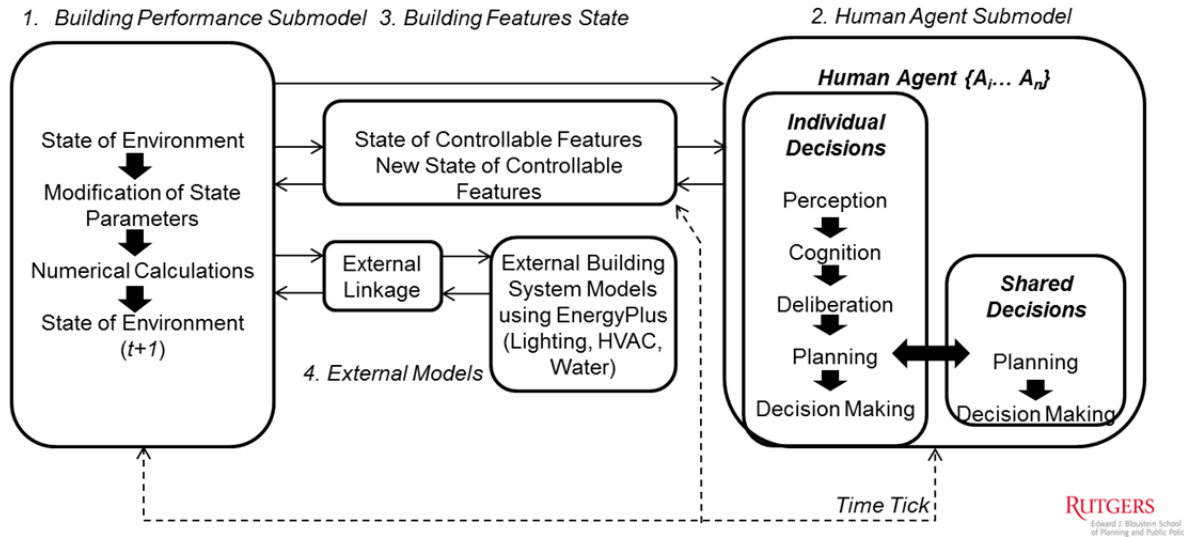 1. Building Performance Submodel
3. Building Features State
2. Human Agent Submodel
State of Environment
Modification of State
Parameters
Numerical Calculations
State of Environment
(t+1)
State of Controllable Features
New State of Controllable
Features
External
Linkage
External Building
System Models
using EnergyPlus
(Lighting, HVAC,
Water)
4. External Models
Human Agent {Ai... An}
Individual
Decisions
Perception
Cognition
Deliberation
Planning
Decision Making
Shared
Decisions
Planning
Decision Making
Time Tick
RUTGERS
Edward J. Bloustein School
of Planning and Public Polic